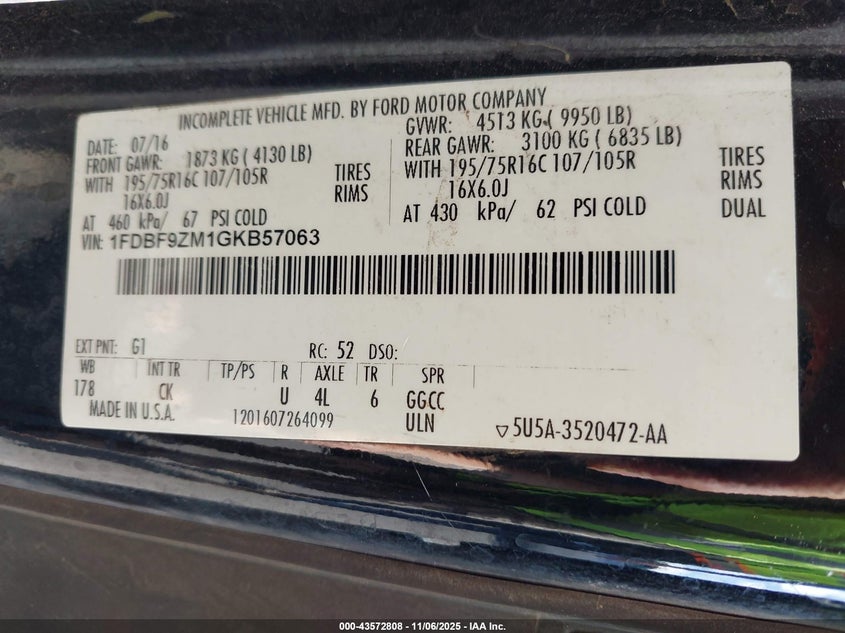 INCOMPLETE VEHICLE MFD. BY FORD MOTOR COMPANY
DATE: 07/16
FRONT GAWR: 1873 KG ( 4130 LB)
WITH 195/75R16C 107/105R TIRES
16X6.0J RIMS
AT 460 kPa/ 67 PSI COLD
GVWR: 4513 KG ( 9950 LB)
REAR GAWR: 3100 KG ( 6835 LB)
WITH 195/75R16C 107/105R TIRES
16X6.0J RIMS
AT 430 kPa/ 62 PSI COLD DUAL
VIN: 1FDBF9ZM1GKB57063
EXT PNT: G1 RC: 52 DSO:
WB INT TR TP/PS R AXLE TR SPR
178 CK U 4L 6 GGCC
MADE IN U.S.A. 1201607264099 ULN ▽5U5A-3520472-AA
000-43572808 - 11/06/2025 - IAA Inc.